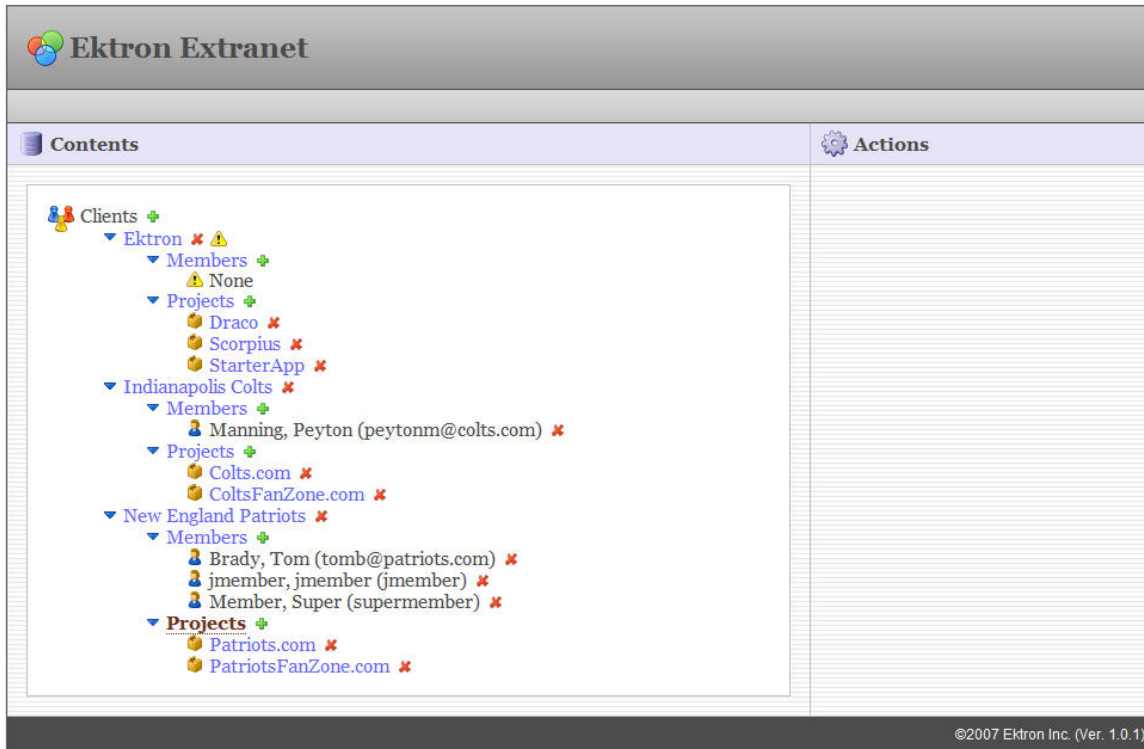 Ektron Extranet
Contents
Actions
Clients
Ektron
Members
None
Projects
Draco
Scorpius
StarterApp
Indianapolis Colts
Members
Manning, Peyton (peytonm@colts.com)
Projects
Colts.com
ColtsFanZone.com
New England Patriots
Members
Brady, Tom (tomb@patriots.com)
jmember, jmember (jmember)
Member, Super (supermember)
Projects
Patriots.com
PatriotsFanZone.com
©2007 Ektron Inc. (Ver. 1.0.1)